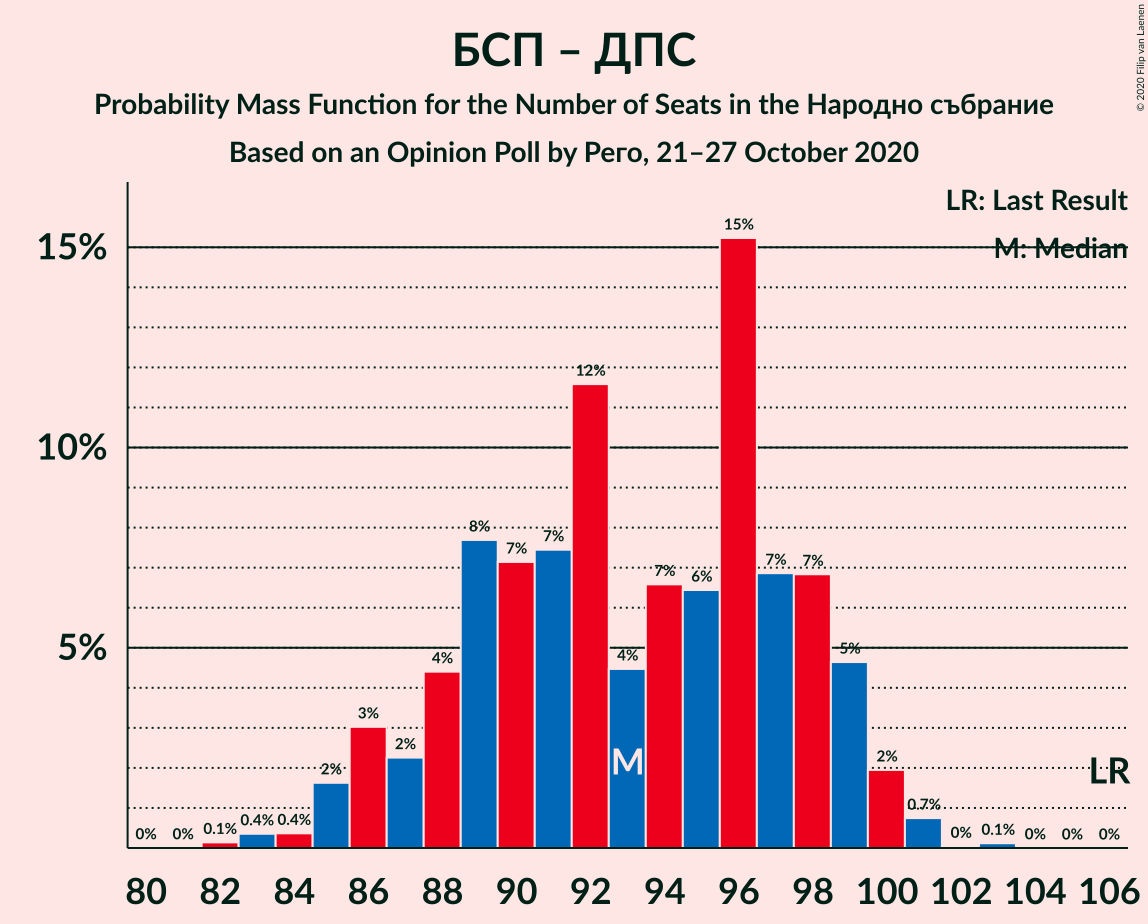 БСП – ДПС
Probability Mass Function for the Number of Seats in the Народно събрание
Based on an Opinion Poll by Pero, 21–27 October 2020
© 2020 Filip van Laenen
LR: Last Result
M: Median
15%
10%
5%
0% 0% 0.1% 0.4% 0.4% 2% 3% 2% 4% 8% 7% 7% 12% 4% 7% 6% 15% 7% 7% 5% 2% 0.7% 0% 0.1% 0% 0% 0%
M
LR
80 82 84 86 88 90 92 94 96 98 100 102 104 106